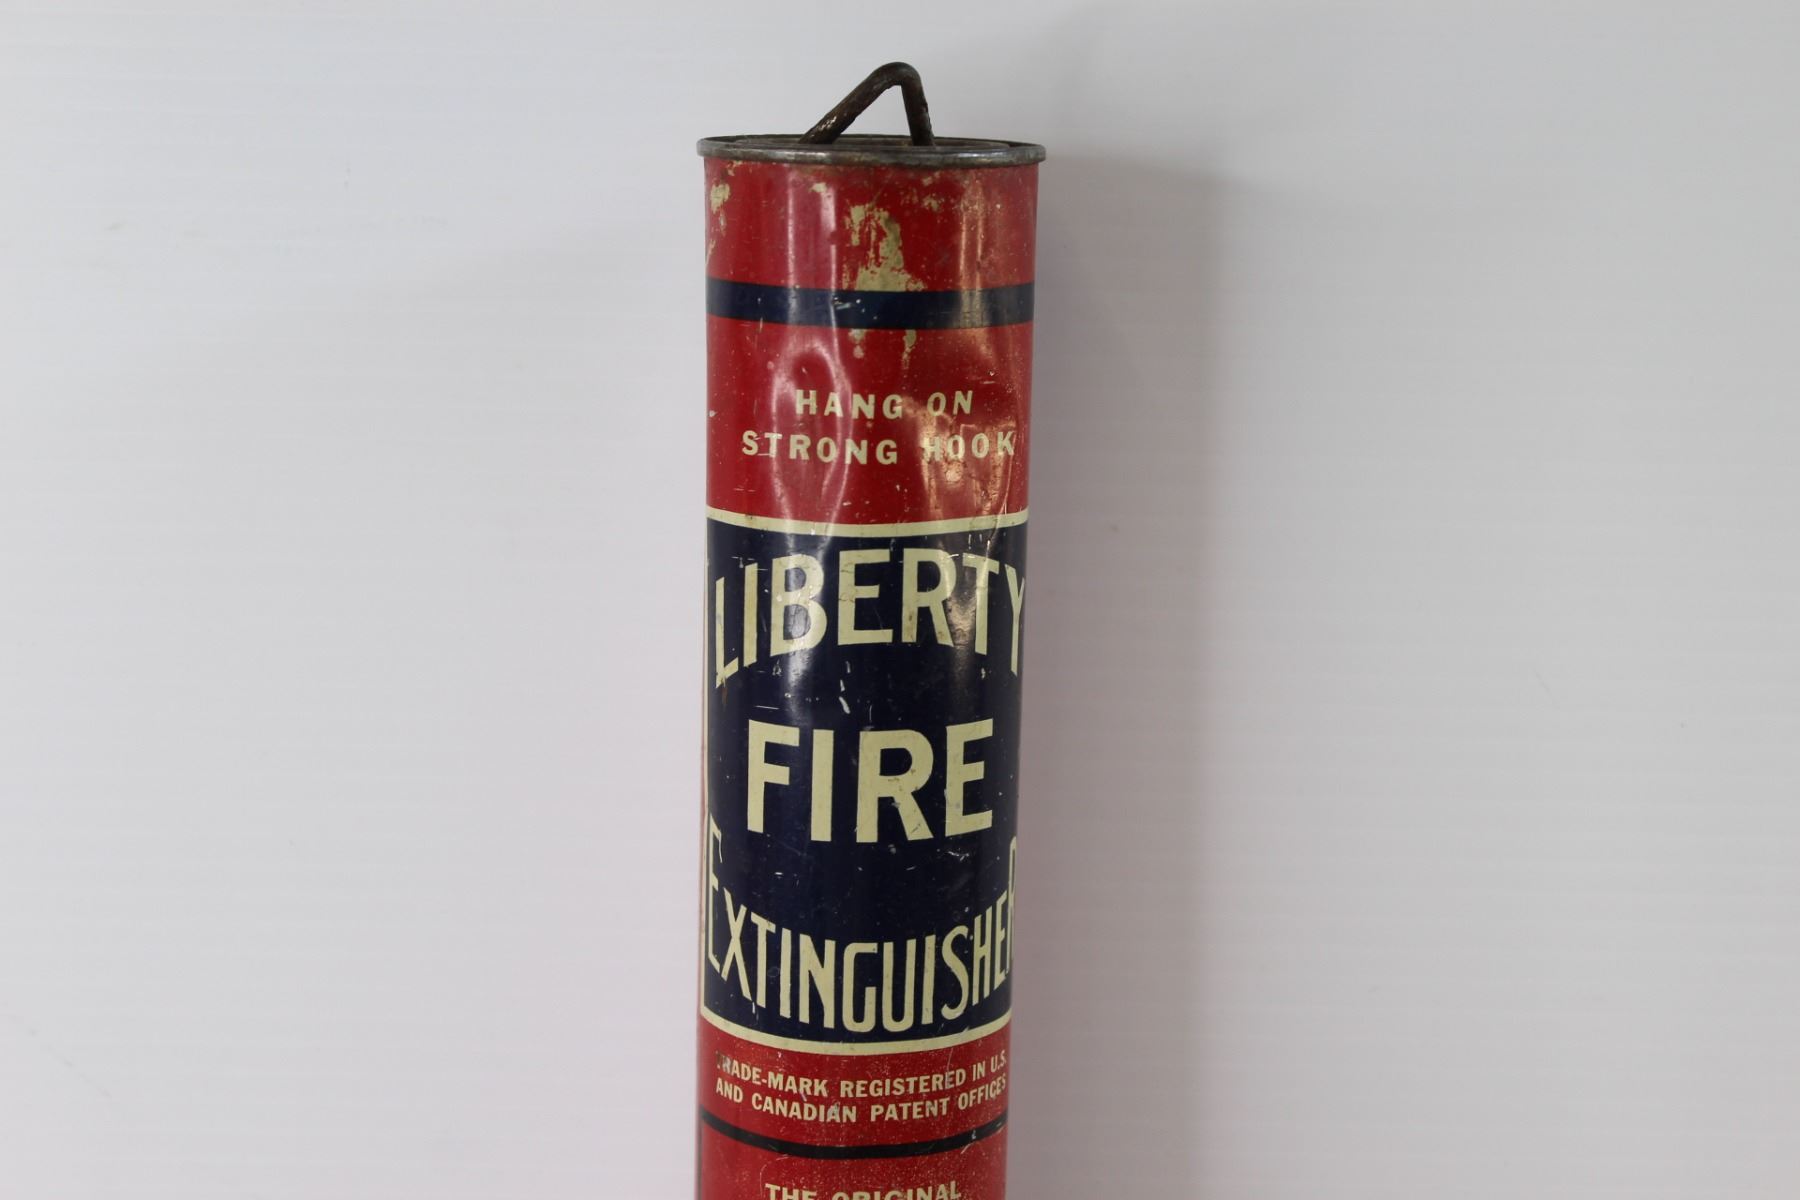 HANG ON
STRONG HOOK
LIBERTY
FIRE
EXTINGUISHER
TRADE-MARK REGISTERED IN U.S.
AND CANADIAN PATENT OFFICES
THE ORIGINAL